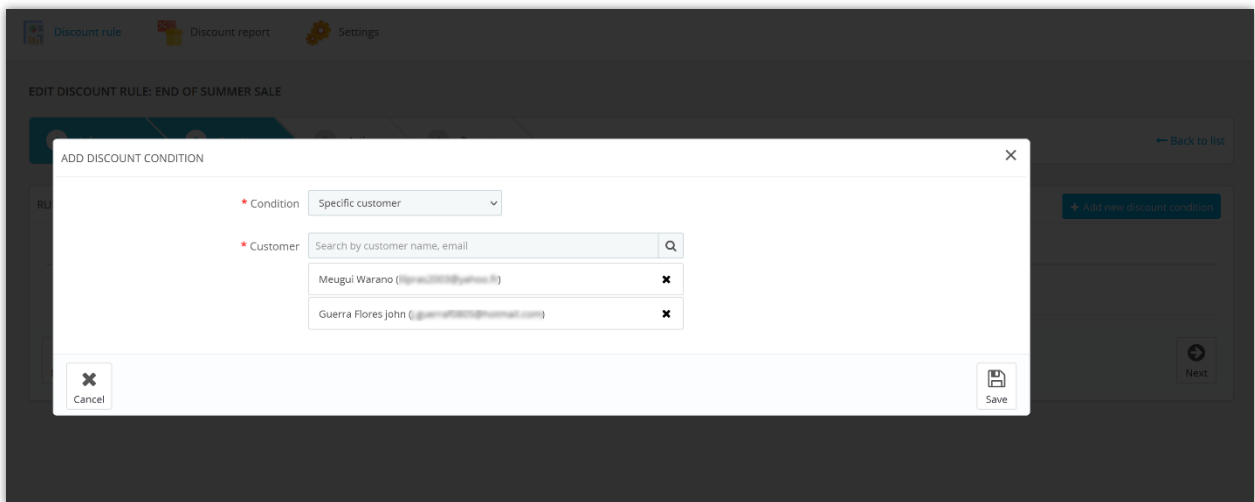 Discount rule Discount report Settings
EDIT DISCOUNT RULE: END OF SUMMER SALE
← Back to list
ADD DISCOUNT CONDITION ×
* Condition Specific customer
+ Add new discount condition
* Customer Search by customer name, email
Meugui Warano (
Guerra Flores john (
Cancel
Save
Next